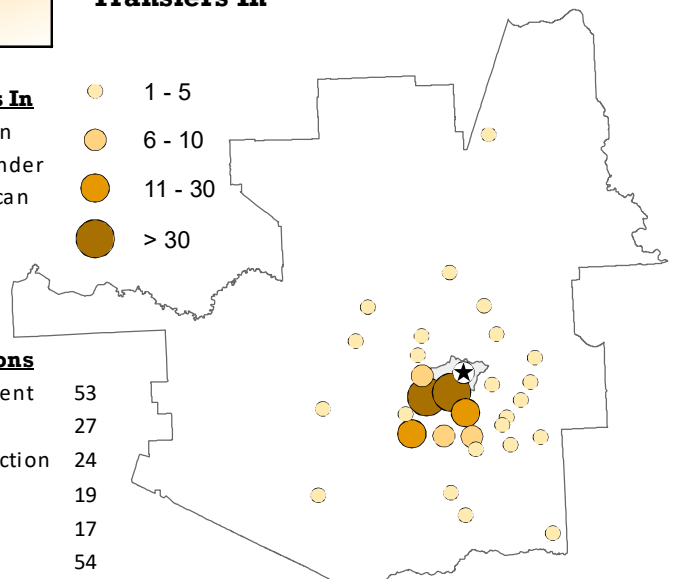 Transfers In
s In
n
nder
can
1 - 5
6 - 10
11 - 30
> 30
ons
ent 53
27
ction 24
19
17
54